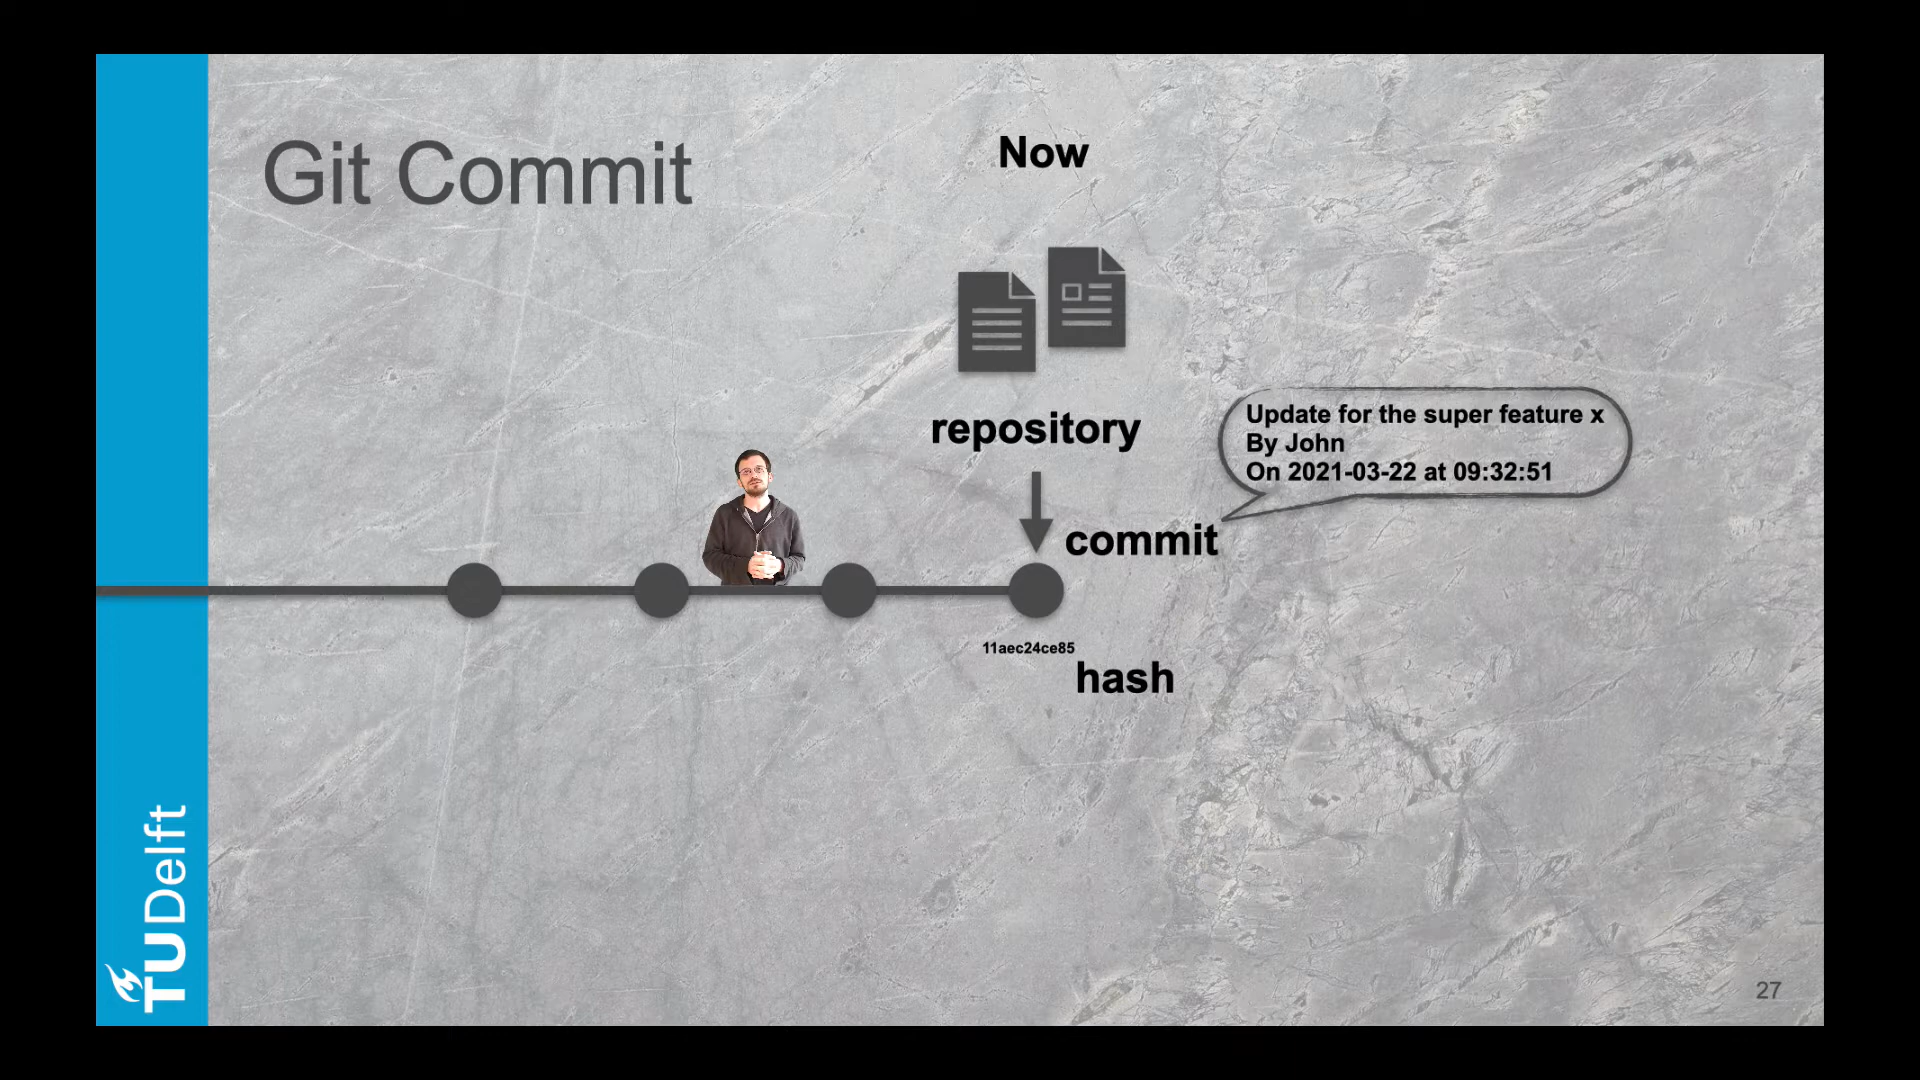 Git Commit
Now
repository
Update for the super feature x
By John
On 2021-03-22 at 09:32:51
commit
11aec24ce85
hash
TUDelft
27